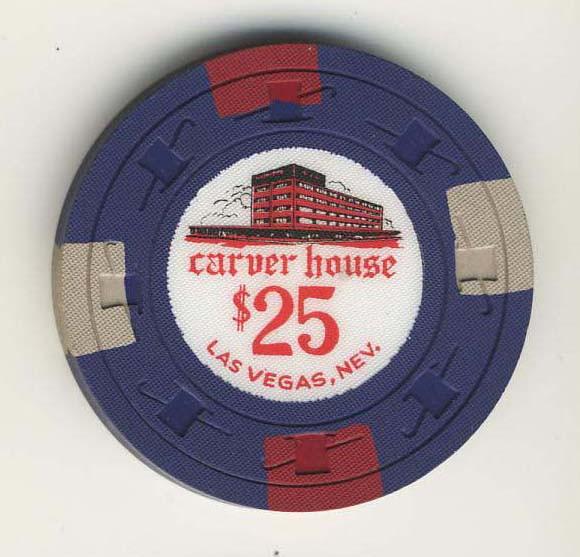 carver house
$25
LAS VEGAS, NEV.